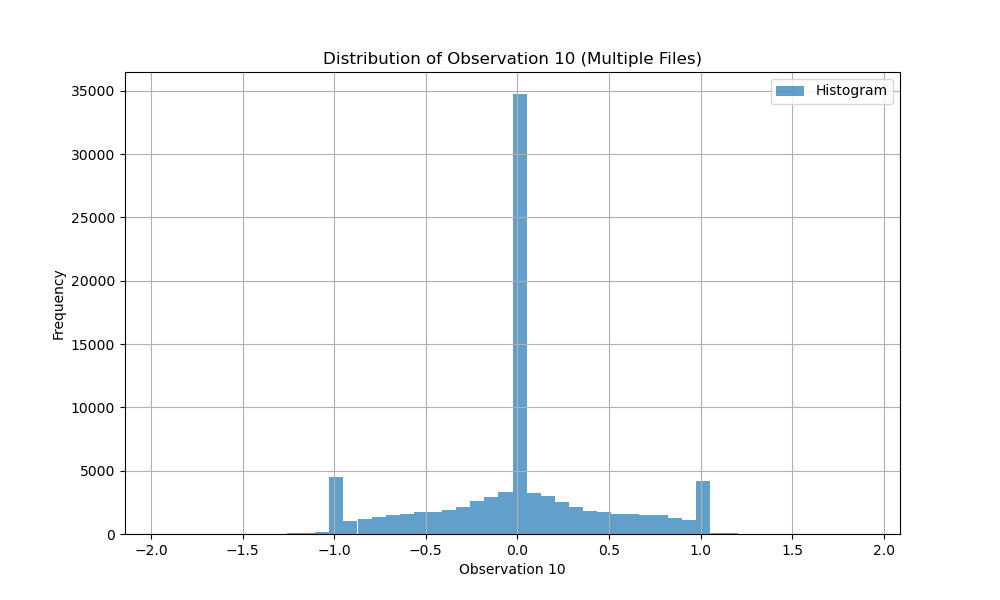 Distribution of Observation 10 (Multiple Files)
Histogram
Frequency
35000
30000
25000
20000
15000
10000
5000
0
−2.0 −1.5 −1.0 −0.5 0.0 0.5 1.0 1.5 2.0
Observation 10